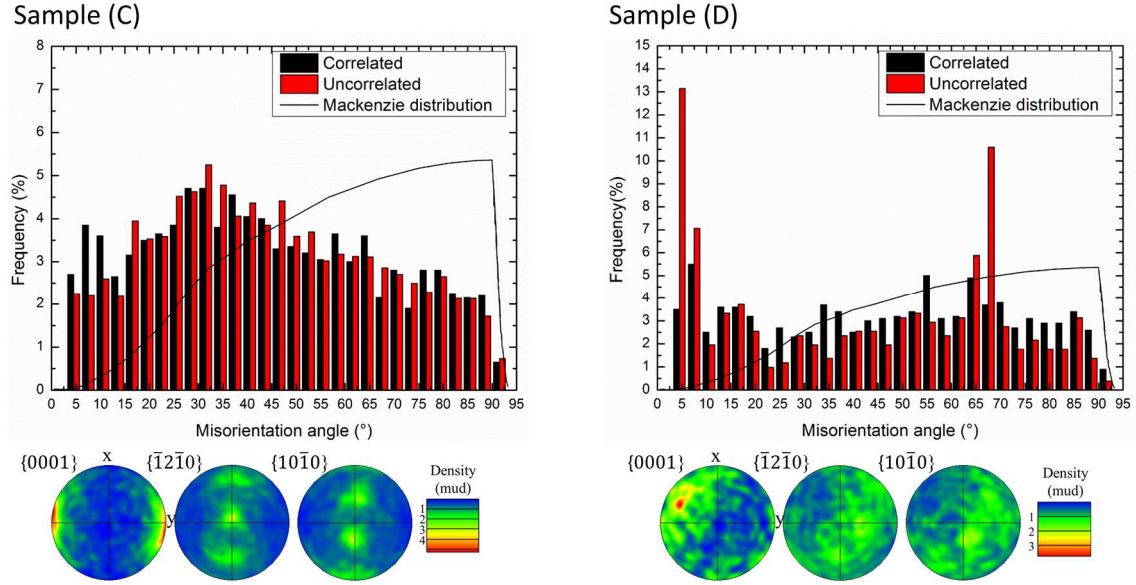 Sample (C)
8
7
6
5
4
3
2
1
0
Frequency (%)
Correlated
Uncorrelated
Mackenzie distribution
0 5 10 15 20 25 30 35 40 45 50 55 60 65 70 75 80 85 90 95
Misorientation angle (°)
{0001} x {1̄21̄0} {101̄0}
y
Density
(mud)
1
2
3
4
Sample (D)
15
14
13
12
11
10
9
8
7
6
5
4
3
2
1
0
Frequency(%)
Correlated
Uncorrelated
Mackenzie distribution
0 5 10 15 20 25 30 35 40 45 50 55 60 65 70 75 80 85 90 95
Misorientation angle (°)
{0001} x {1̄21̄0} {101̄0}
y
Density
(mud)
1
2
3